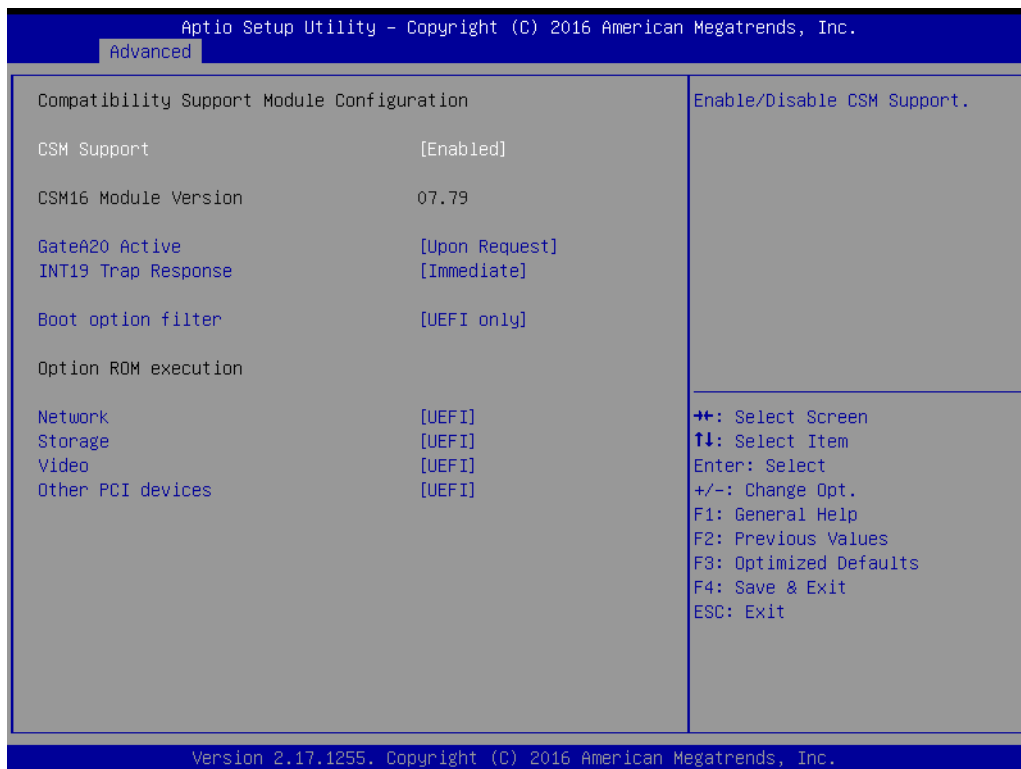 Aptio Setup Utility – Copyright (C) 2016 American Megatrends, Inc.
Advanced
Compatibility Support Module Configuration
CSM Support [Enabled]
CSM16 Module Version 07.79
GateA20 Active [Upon Request]
INT19 Trap Response [Immediate]
Boot option filter [UEFI only]
Option ROM execution
Network [UEFI]
Storage [UEFI]
Video [UEFI]
Other PCI devices [UEFI]
Enable/Disable CSM Support.
→←: Select Screen
↑↓: Select Item
Enter: Select
+/-: Change Opt.
F1: General Help
F2: Previous Values
F3: Optimized Defaults
F4: Save & Exit
ESC: Exit
Version 2.17.1255. Copyright (C) 2016 American Megatrends, Inc.